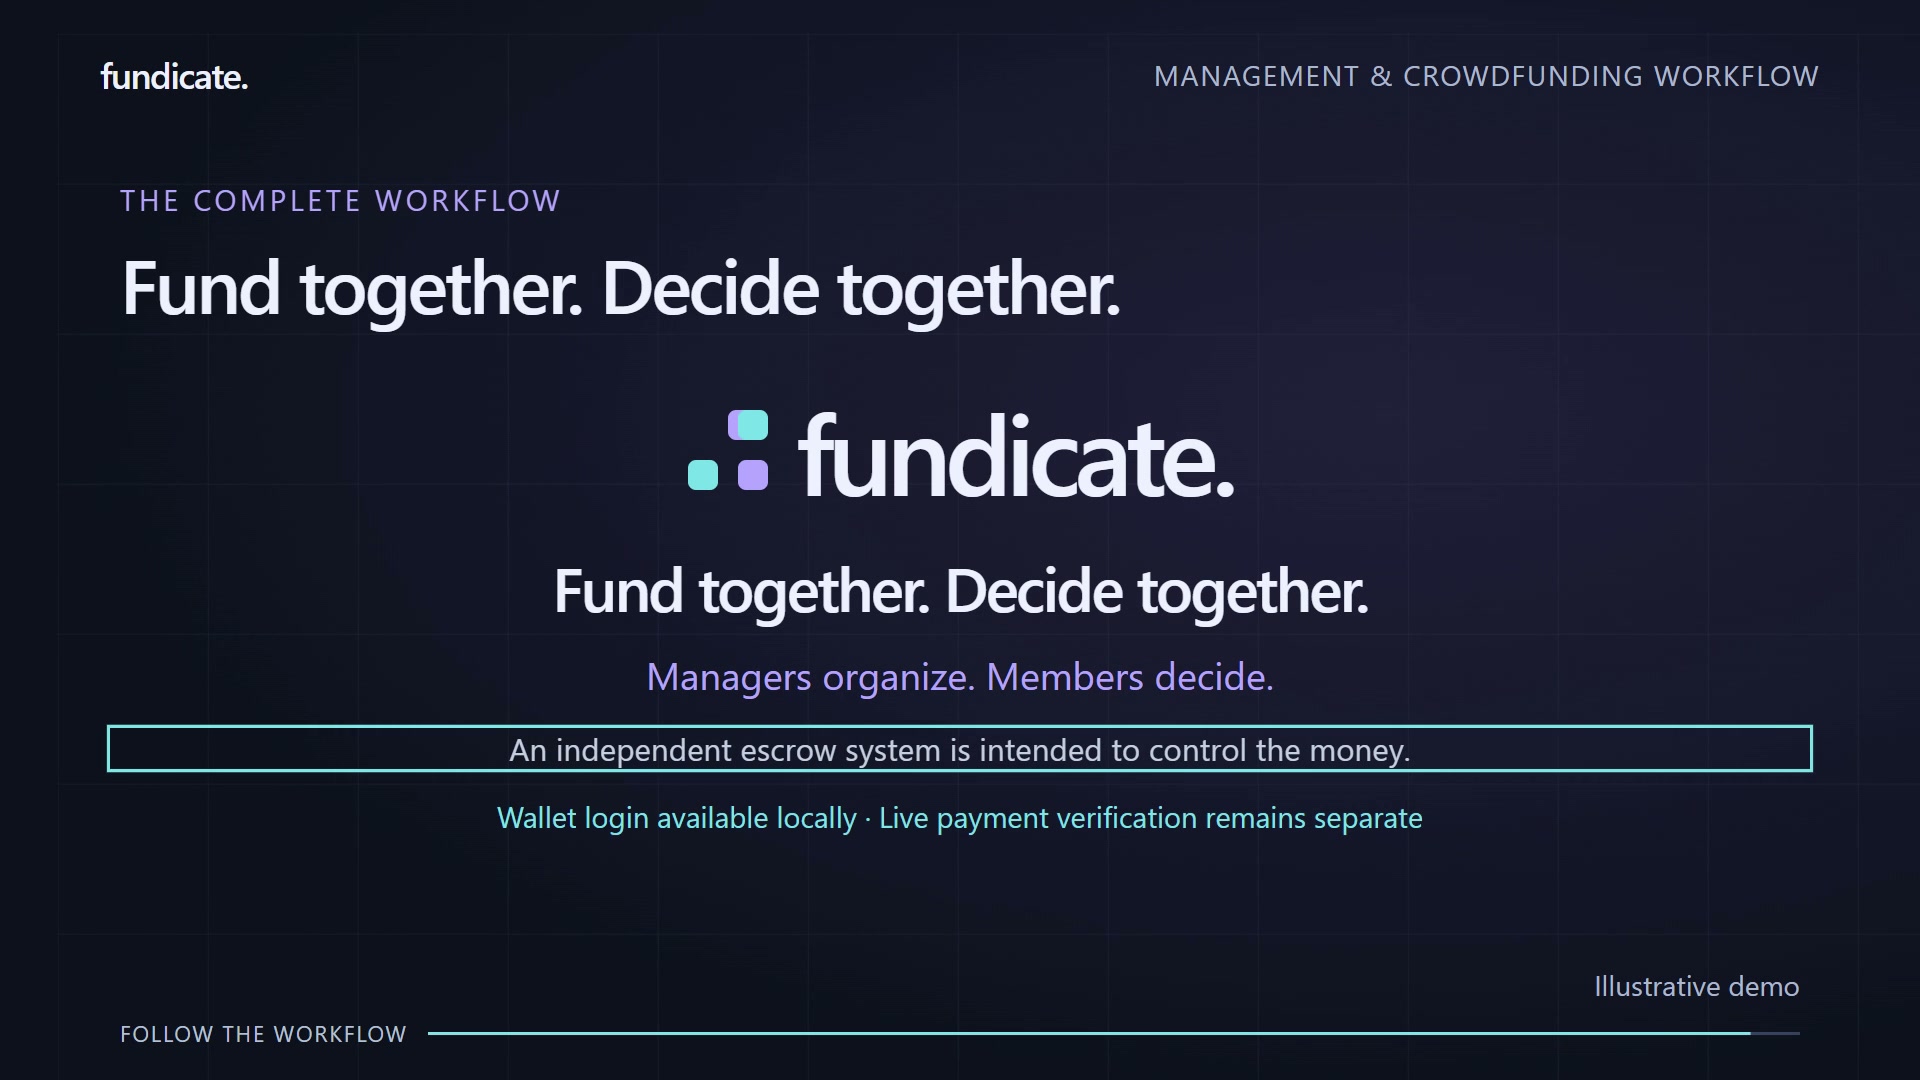 fundicate.
MANAGEMENT & CROWDFUNDING WORKFLOW
THE COMPLETE WORKFLOW
Fund together. Decide together.
fundicate.
Fund together. Decide together.
Managers organize. Members decide.
An independent escrow system is intended to control the money.
Wallet login available locally · Live payment verification remains separate
Illustrative demo
FOLLOW THE WORKFLOW